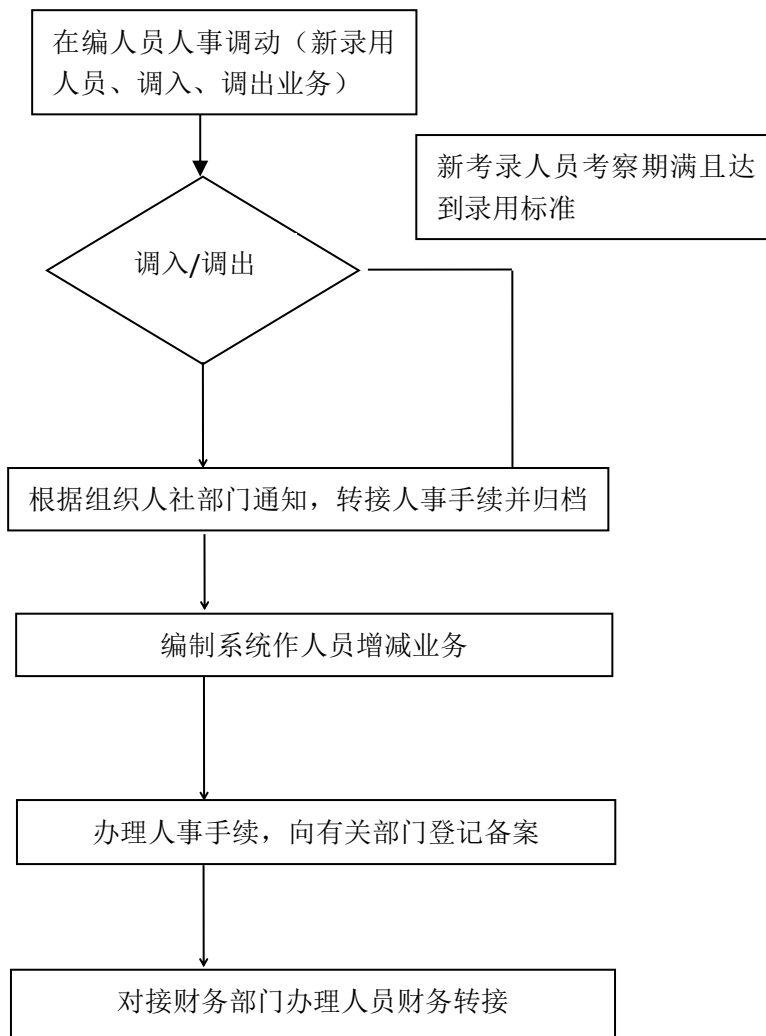 在编人员人事调动（新录用
人员、调入、调出业务）
新考录人员考察期满且达
到录用标准
调入/调出
根据组织人社部门通知，转接人事手续并归档
编制系统作人员增减业务
办理人事手续，向有关部门登记备案
对接财务部门办理人员财务转接